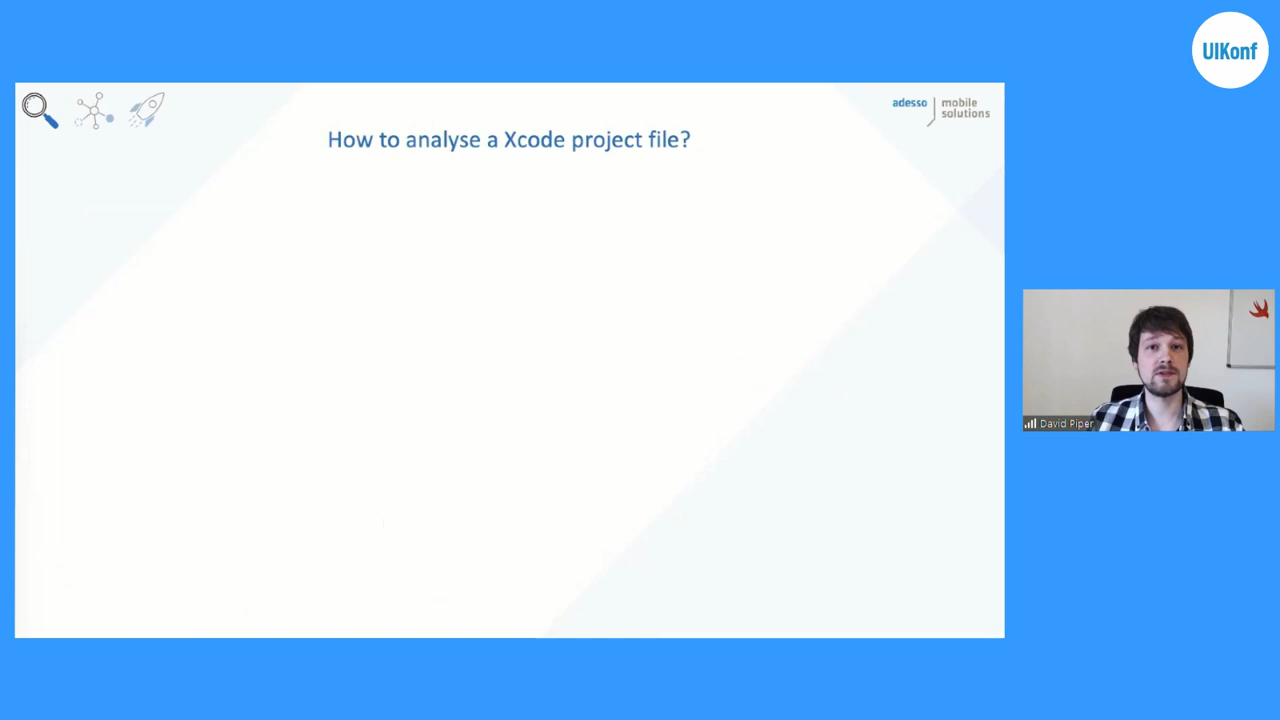 UIKonf
adesso
mobile
solutions
How to analyse a Xcode project file?
David Piper